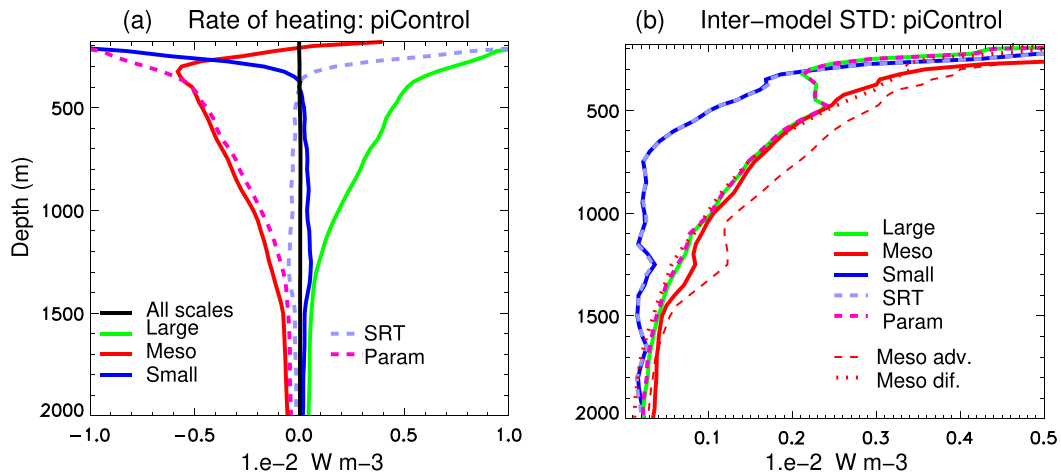 (a) Rate of heating: piControl
Depth (m)
500
1000
1500
2000
All scales
Large
Meso
Small
SRT
Param
−1.0 −0.5 0.0 0.5 1.0
1.e−2 W m−3
(b) Inter−model STD: piControl
500
1000
1500
2000
Large
Meso
Small
SRT
Param
Meso adv.
Meso dif.
0.1 0.2 0.3 0.4 0.5
1.e−2 W m−3